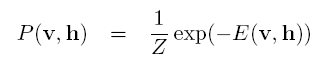 P(v, h) = 1/Z exp(−E(v, h))